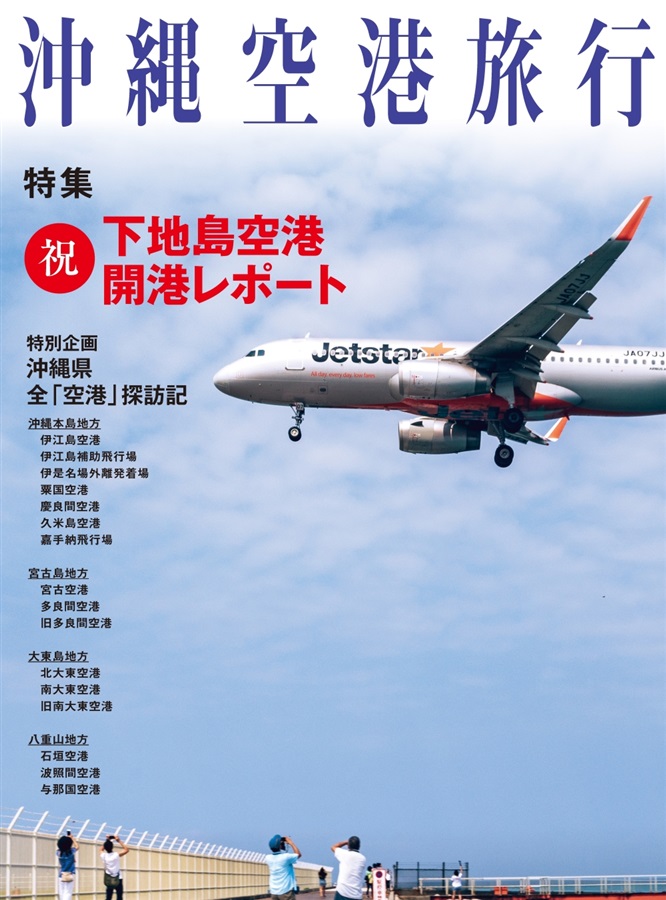 沖縄空港旅行
特集
祝
下地島空港
開港レポート
特別企画
沖縄県
全「空港」探訪記
沖縄本島地方
伊江島空港
伊江島補助飛行場
伊是名場外離発着場
粟国空港
慶良間空港
久米島空港
嘉手納飛行場
宮古島地方
宮古空港
多良間空港
旧多良間空港
大東島地方
北大東空港
南大東空港
旧南大東空港
八重山地方
石垣空港
波照間空港
与那国空港
Jetstar
All day, every day, low fares
JA07JJ
JA07JJ